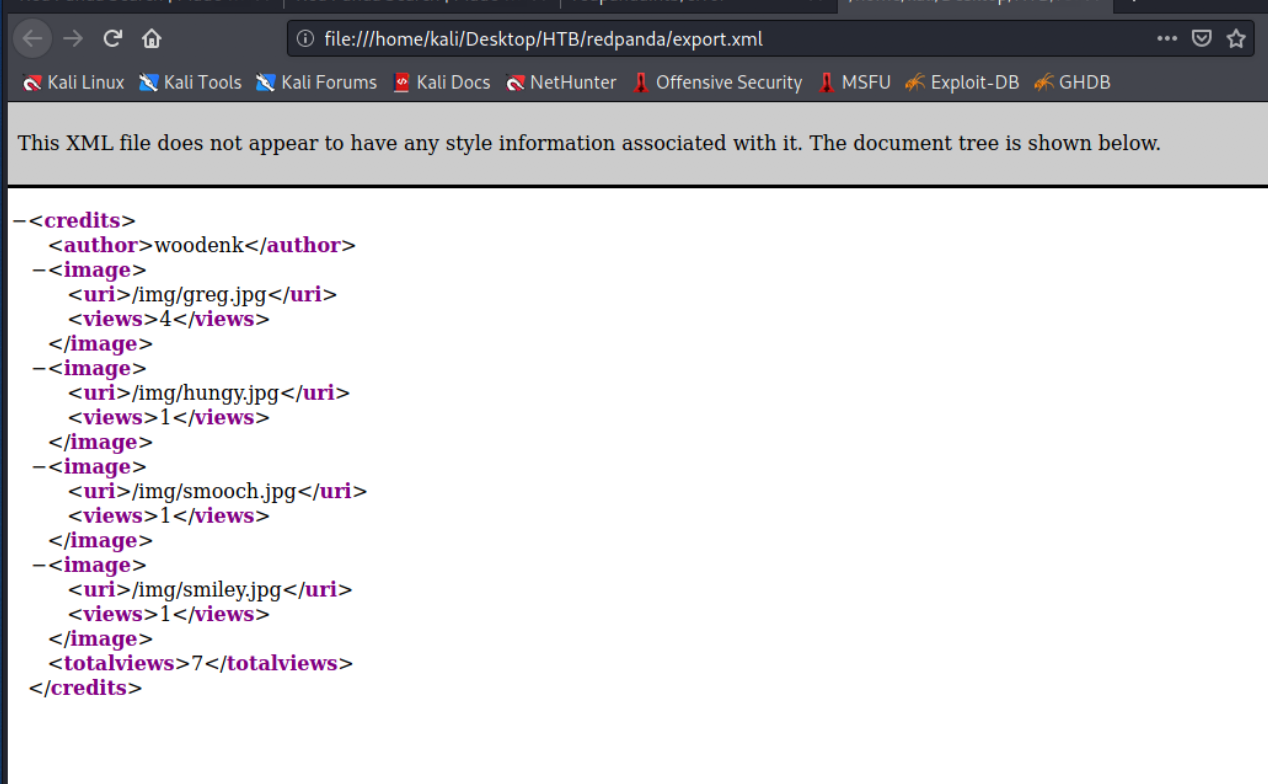 file:///home/kali/Desktop/HTB/redpanda/export.xml
Kali Linux Kali Tools Kali Forums Kali Docs NetHunter Offensive Security MSFU Exploit-DB GHDB
This XML file does not appear to have any style information associated with it. The document tree is shown below.
−<credits>
<author>woodenk</author>
−<image>
<uri>/img/greg.jpg</uri>
<views>4</views>
</image>
−<image>
<uri>/img/hungy.jpg</uri>
<views>1</views>
</image>
−<image>
<uri>/img/smooch.jpg</uri>
<views>1</views>
</image>
−<image>
<uri>/img/smiley.jpg</uri>
<views>1</views>
</image>
<totalviews>7</totalviews>
</credits>